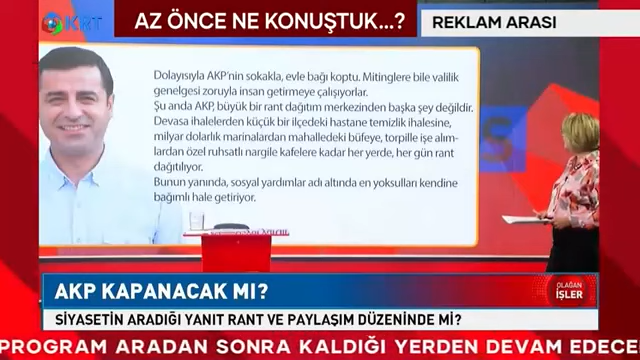 KRT
AZ ÖNCE NE KONUŞTUK...?
REKLAM ARASI
Dolayısıyla AKP'nin sokakla, evle bağı koptu. Mitinglere bile valilik
genelgesi zoruyla insan getirmeye çalışıyorlar.
Şu anda AKP, büyük bir rant dağıtım merkezinden başka şey değildir.
Devasa ihalelerden küçük bir ilçedeki hastane temizlik ihalesine,
milyar dolarlık marinalardan mahalledeki büfeye, torpille işe alım-
lardan özel ruhsatlı nargile kafelere kadar her yerde, her gün rant
dağıtılıyor.
Bunun yanında, sosyal yardımlar adı altında en yoksulları kendine
bağımlı hale getiriyor.
AKP KAPANACAK MI?
OLAĞAN
İŞLER
SİYASETİN ARADIĞI YANIT RANT VE PAYLAŞIM DÜZENİNDE Mİ?
PROGRAM ARADAN SONRA KALDIĞI YERDEN DEVAM EDECE